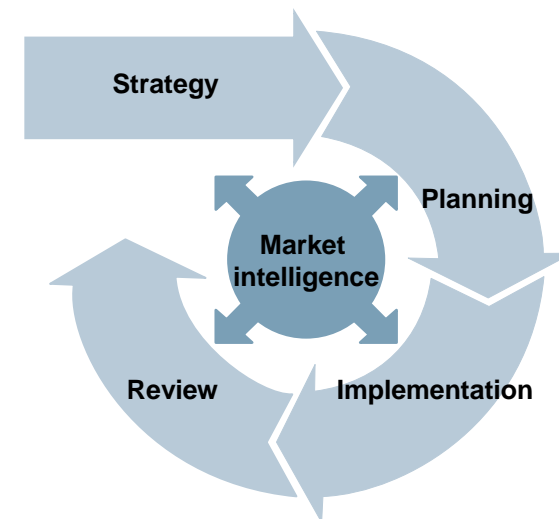 Strategy
Planning
Market
intelligence
Review
Implementation